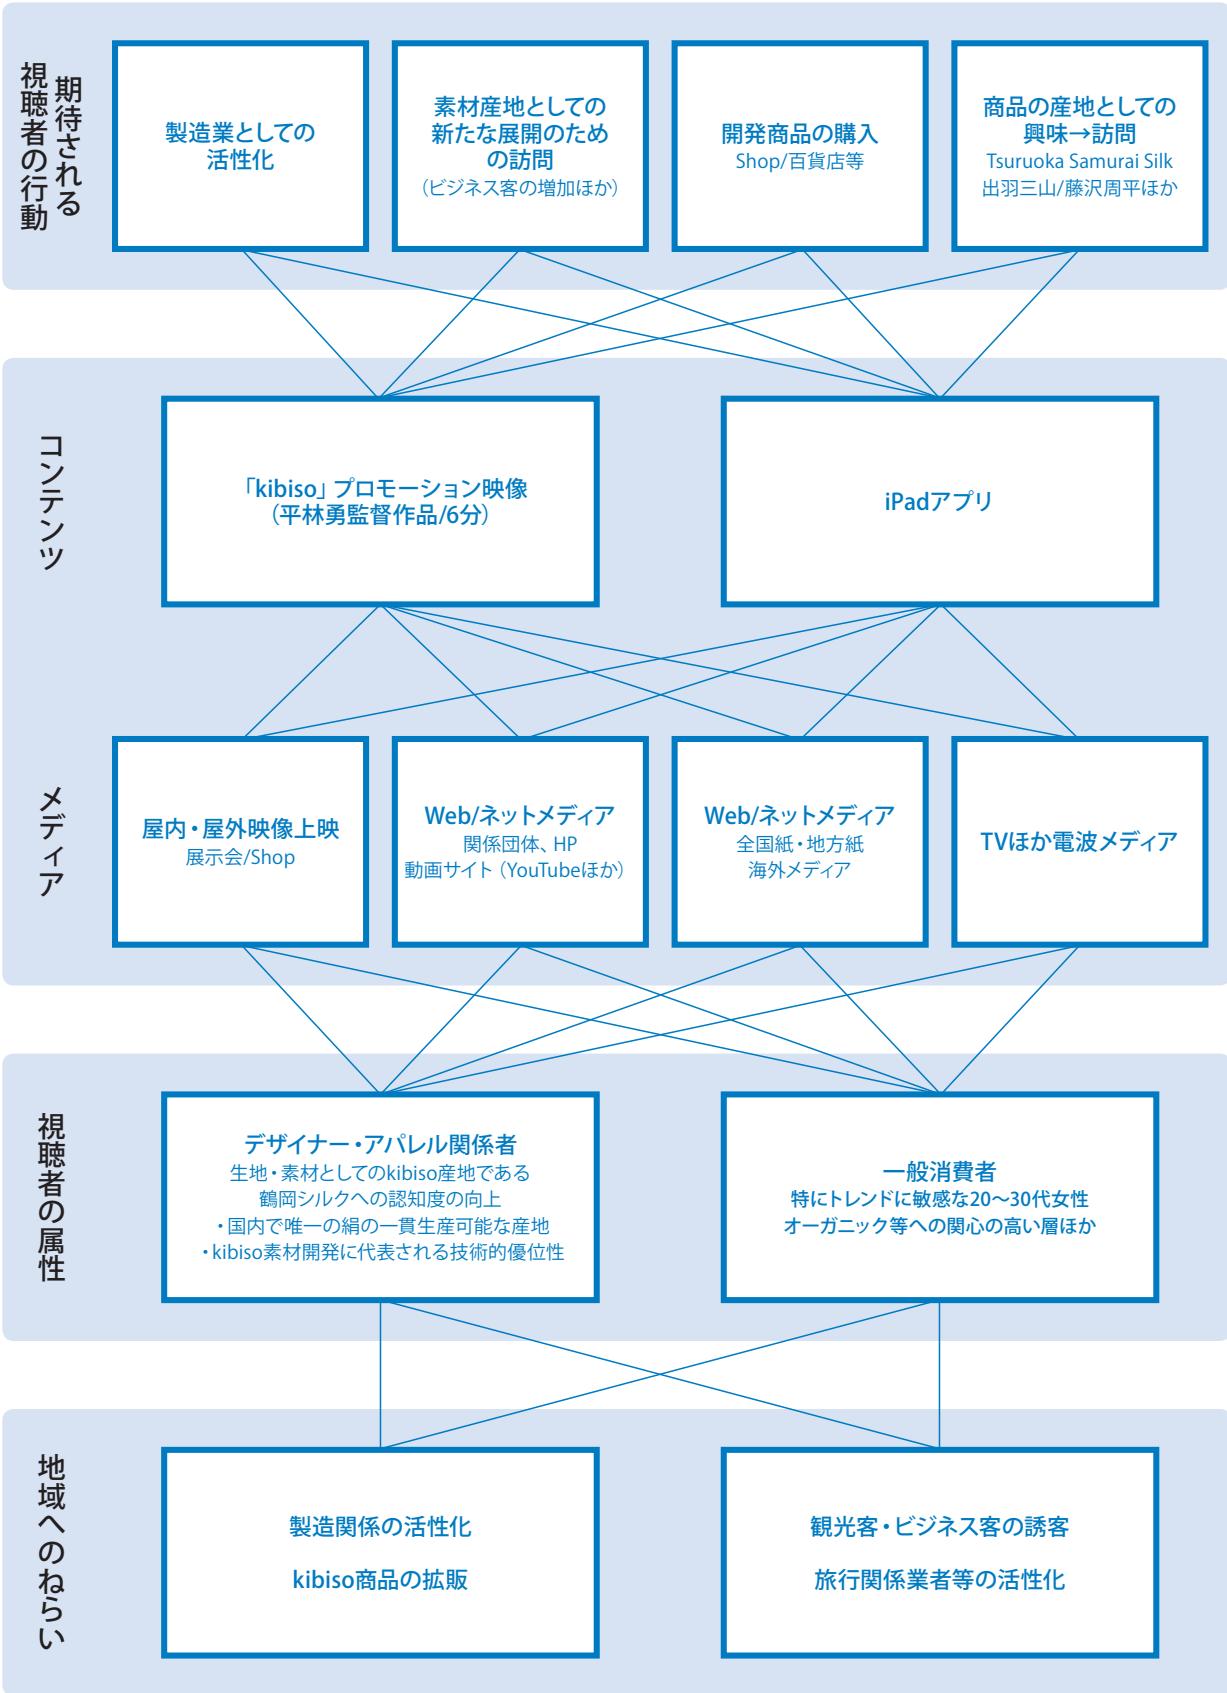 期待される
視聴者の行動
製造業としての
活性化
素材産地としての
新たな展開のため
の訪問
（ビジネス客の増加ほか）
開発商品の購入
Shop/百貨店等
商品の産地としての
興味→訪問
Tsuruoka Samurai Silk
出羽三山/藤沢周平ほか
コンテンツ
「kibiso」プロモーション映像
（平林勇監督作品/6分）
iPadアプリ
メディア
屋内・屋外映像上映
展示会/Shop
Web/ネットメディア
関係団体、HP
動画サイト（YouTubeほか）
Web/ネットメディア
全国紙・地方紙
海外メディア
TVほか電波メディア
視聴者の属性
デザイナー・アパレル関係者
生地・素材としてのkibiso産地である
鶴岡シルクへの認知度の向上
・国内で唯一の絹の一貫生産可能な産地
・kibiso素材開発に代表される技術的優位性
一般消費者
特にトレンドに敏感な20〜30代女性
オーガニック等への関心の高い層ほか
地域へのねらい
製造関係の活性化
kibiso商品の拡販
観光客・ビジネス客の誘客
旅行関係業者等の活性化